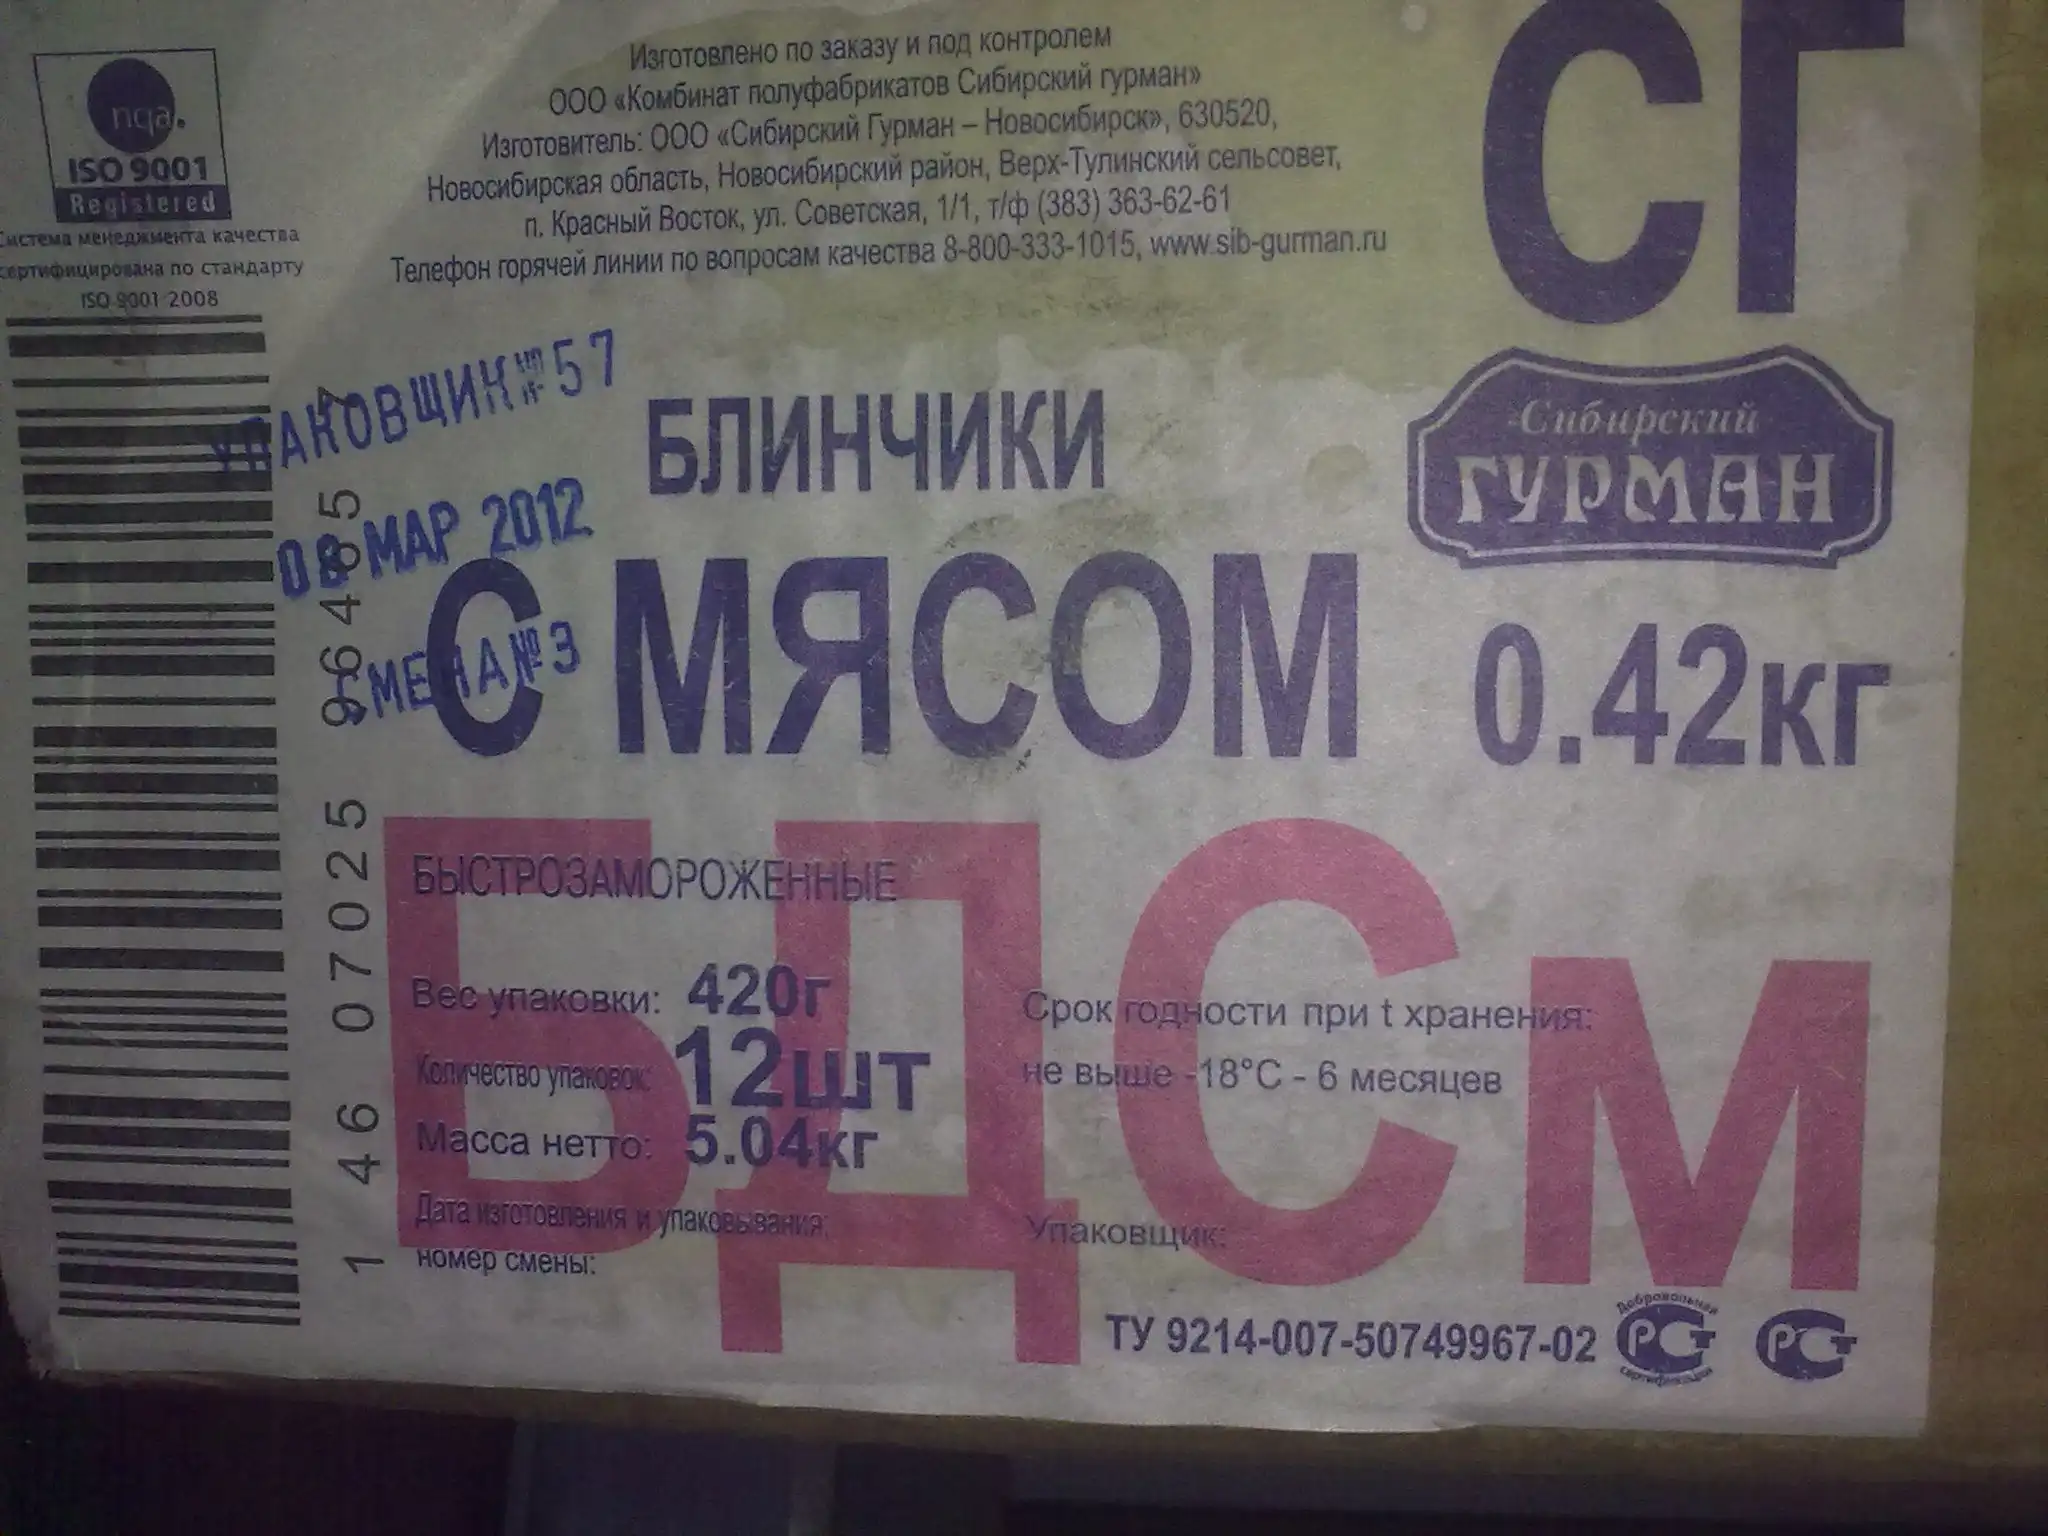 nqa.
ISO 9001
Registered
Система менеджмента качества
сертифицирована по стандарту
ISO 9001 2008
Изготовлено по заказу и под контролем
ООО «Комбинат полуфабрикатов Сибирский гурман»
Изготовитель: ООО «Сибирский Гурман – Новосибирск», 630520,
Новосибирская область, Новосибирский район, Верх-Тулинский сельсовет,
п. Красный Восток, ул. Советская, 1/1, т/ф (383) 363-62-61
Телефон горячей линии по вопросам качества 8-800-333-1015, www.sib-gurman.ru
СГ
Сибирский
ГУРМАН
УПАКОВЩИК № 57
МАР 2012
СМЕНА № 3
БЛИНЧИКИ
С МЯСОМ
0.42кг
БДСм
БЫСТРОЗАМОРОЖЕННЫЕ
Вес упаковки: 420г
Количество упаковок: 12шт
Масса нетто: 5.04кг
Срок годности при t хранения:
не выше -18°С - 6 месяцев
Дата изготовления и упаковывания:
номер смены:
Упаковщик:
ТУ 9214-007-50749967-02
Добровольная
РСТ
сертификация
РСТ
1 46 07025 96